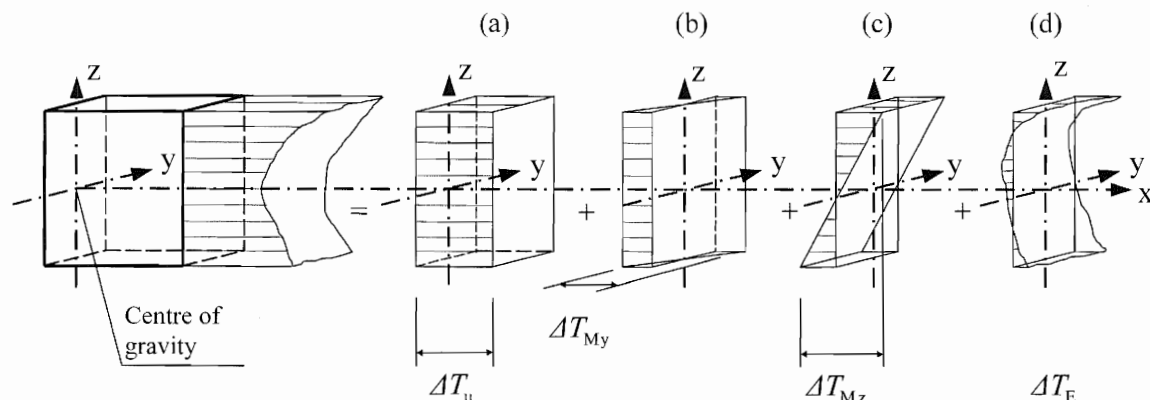 (a) (b) (c) (d)
z z z z z
y y y y y
x
= + + +
Centre of
gravity
ΔT_My
ΔT_u ΔT_Mz ΔT_E